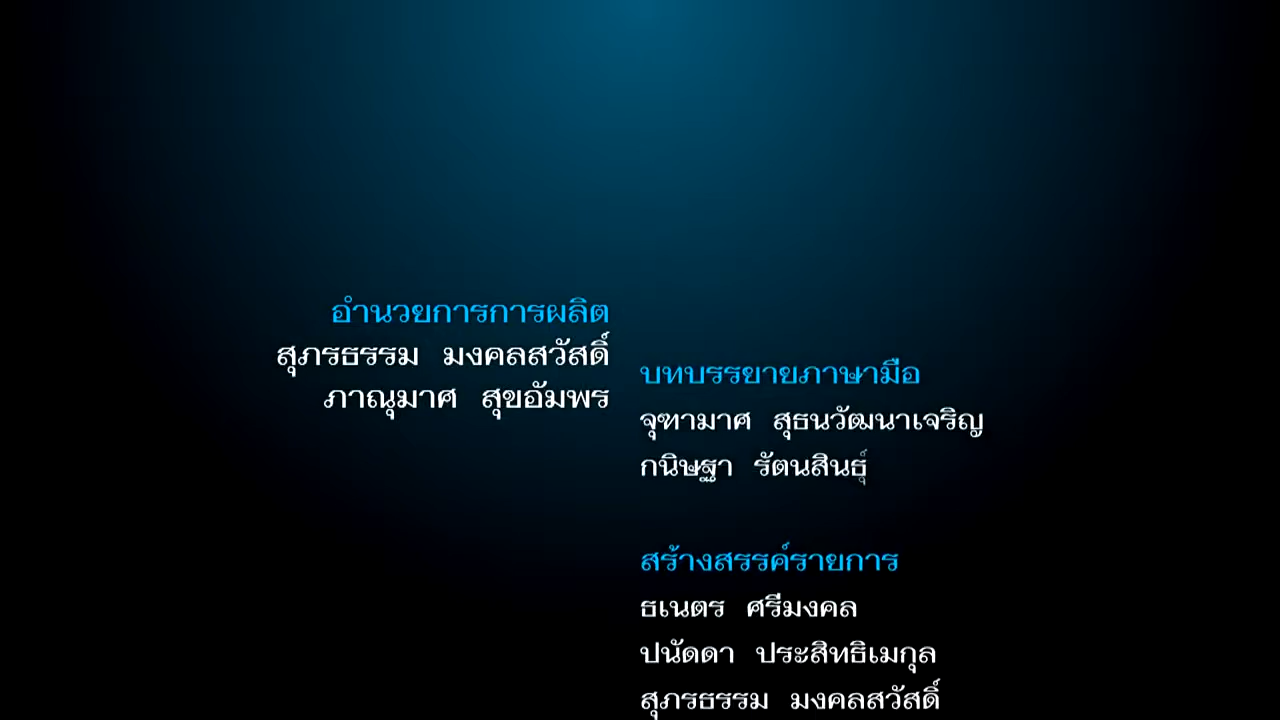 อำนวยการการผลิต
สุภรธรรม มงคลสวัสดิ์
ภาณุมาศ สุขอัมพร
บทบรรยายภาษามือ
จุฑามาศ สุธนวัฒนาเจริญ
กนิษฐา รัตนสินธุ์
สร้างสรรค์รายการ
ธเนตร ศรีมงคล
ปนัดดา ประสิทธิเมกุล
สุภรธรรม มงคลสวัสดิ์